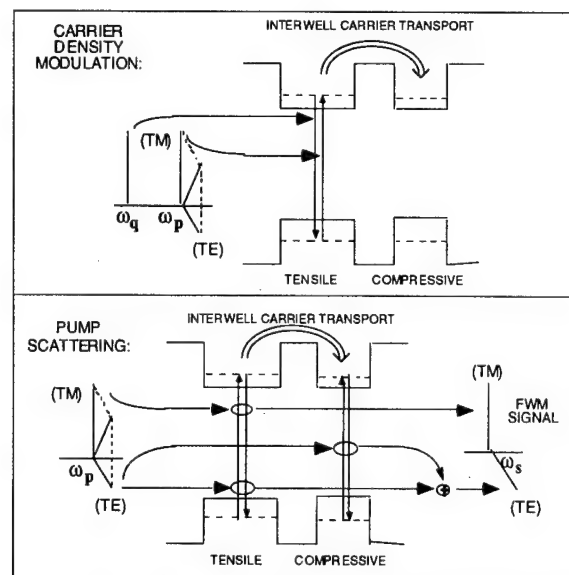 CARRIER
DENSITY
MODULATION:
INTERWELL CARRIER TRANSPORT
(TM)
ω_q ω_p
(TE)
TENSILE COMPRESSIVE
PUMP
SCATTERING:
INTERWELL CARRIER TRANSPORT
(TM) (TM)
FWM
SIGNAL
ω_p ω_s
(TE) (TE)
TENSILE COMPRESSIVE